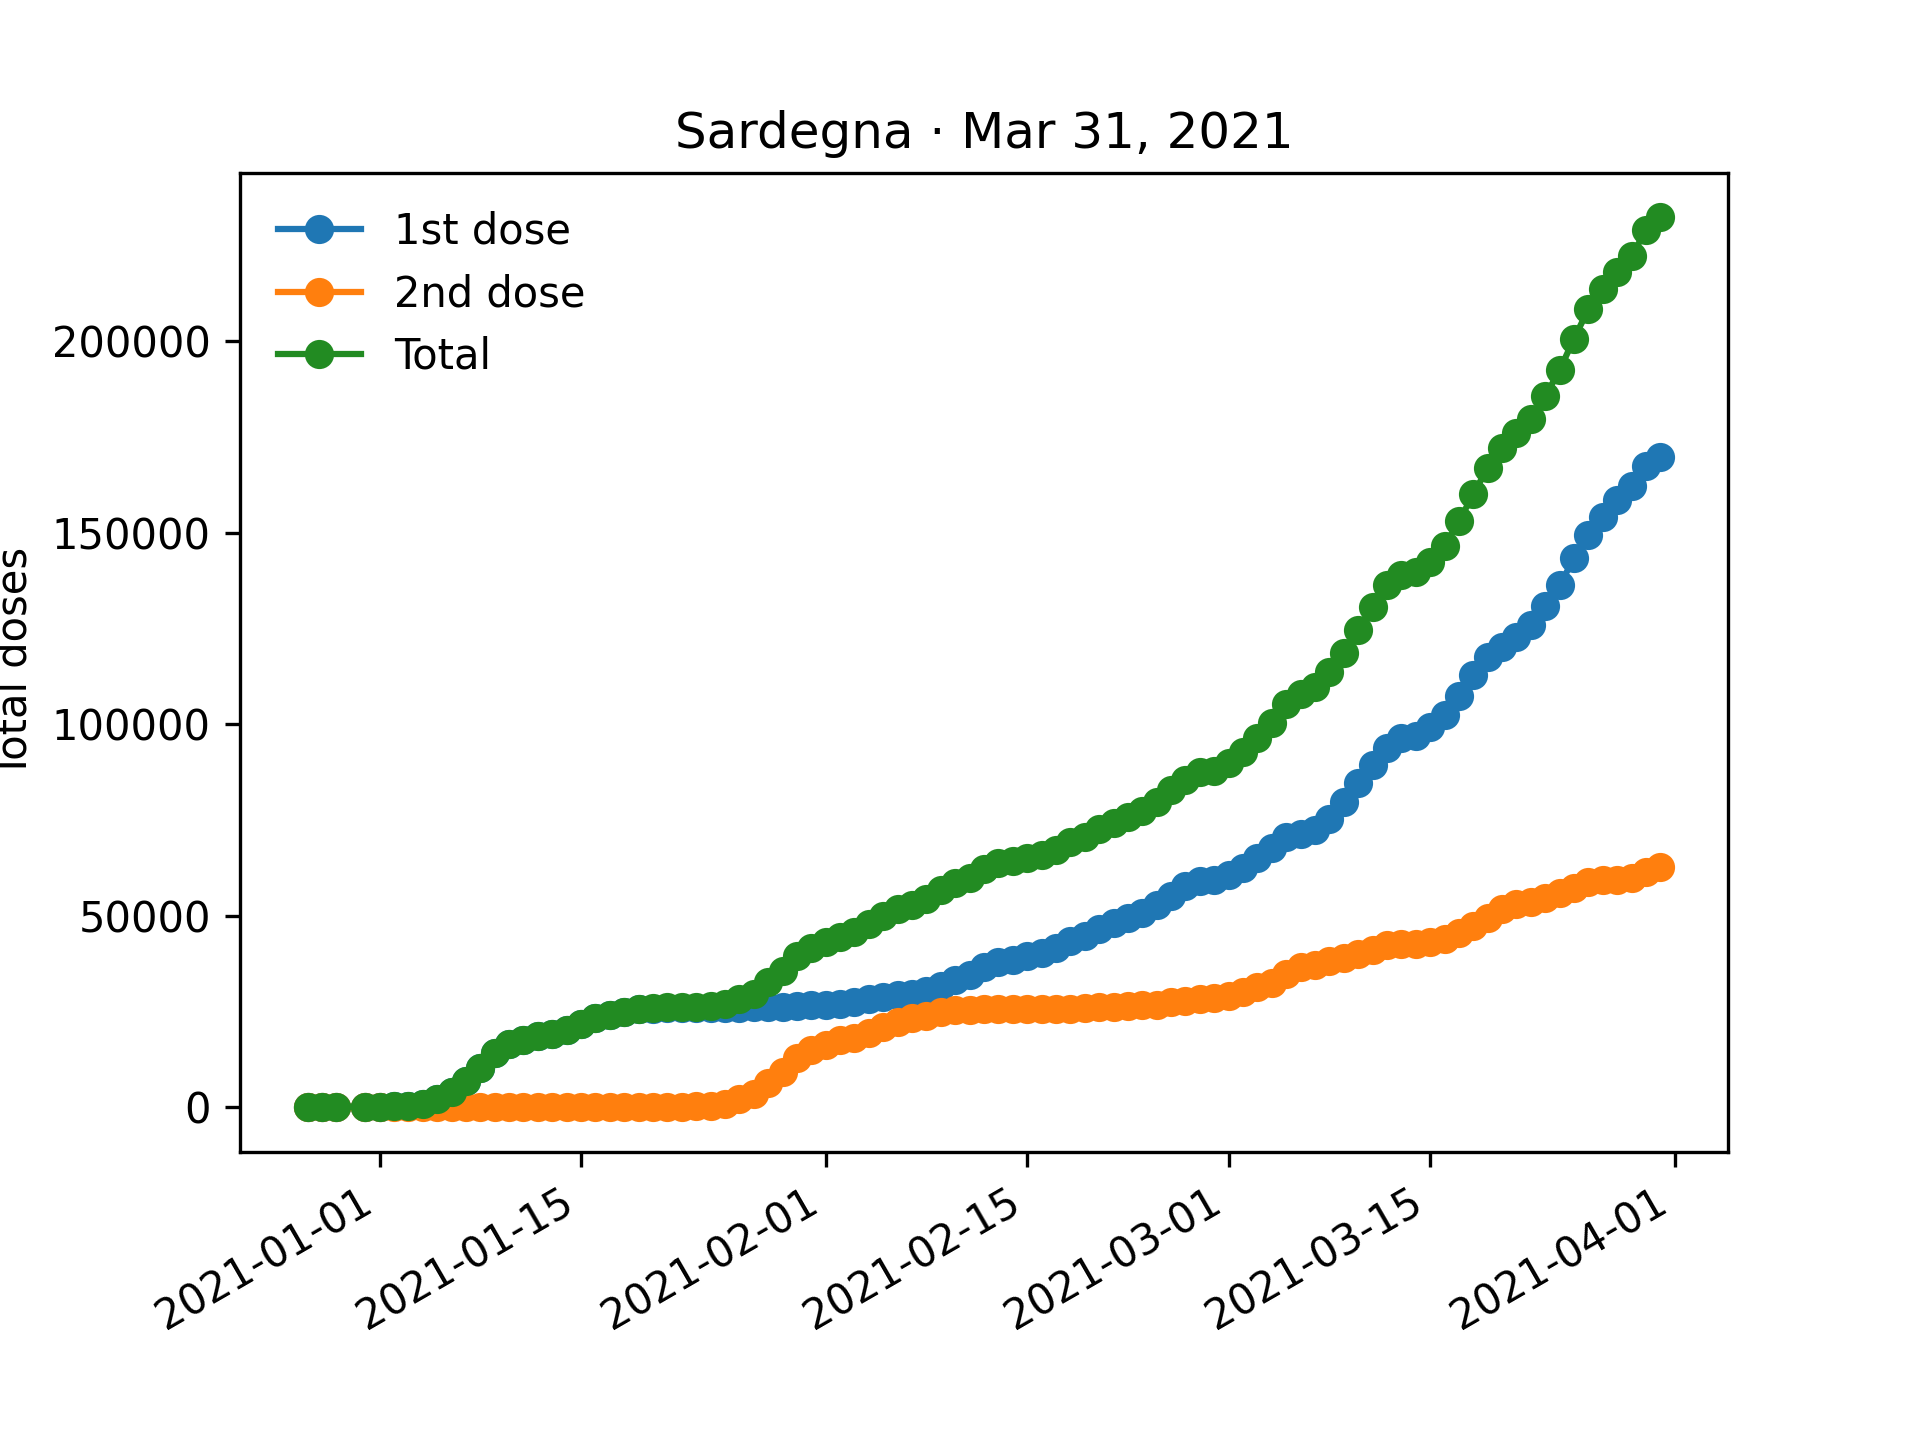 Sardegna · Mar 31, 2021
1st dose
2nd dose
Total
200000
150000
100000
50000
0
Total doses
2021-01-01
2021-01-15
2021-02-01
2021-02-15
2021-03-01
2021-03-15
2021-04-01